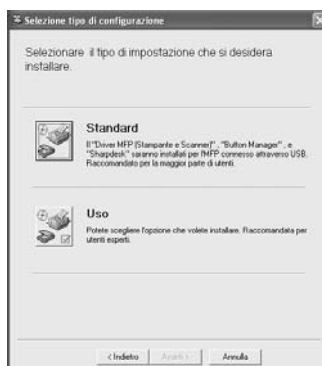 Selezione tipo di configurazione
Selezionare il tipo di impostazione che si desidera
installare.
Standard
Il "Driver MFP (Stampante e Scanner)", "Button Manager", e
"Sharpdesk" saranno installati per l'MFP connesso attraverso USB.
Raccomandato per la maggior parte di utenti.
Uso
Potete scegliere l'opzione che volete installare. Raccomandata per
utenti esperti.
< Indietro Avanti > Annulla